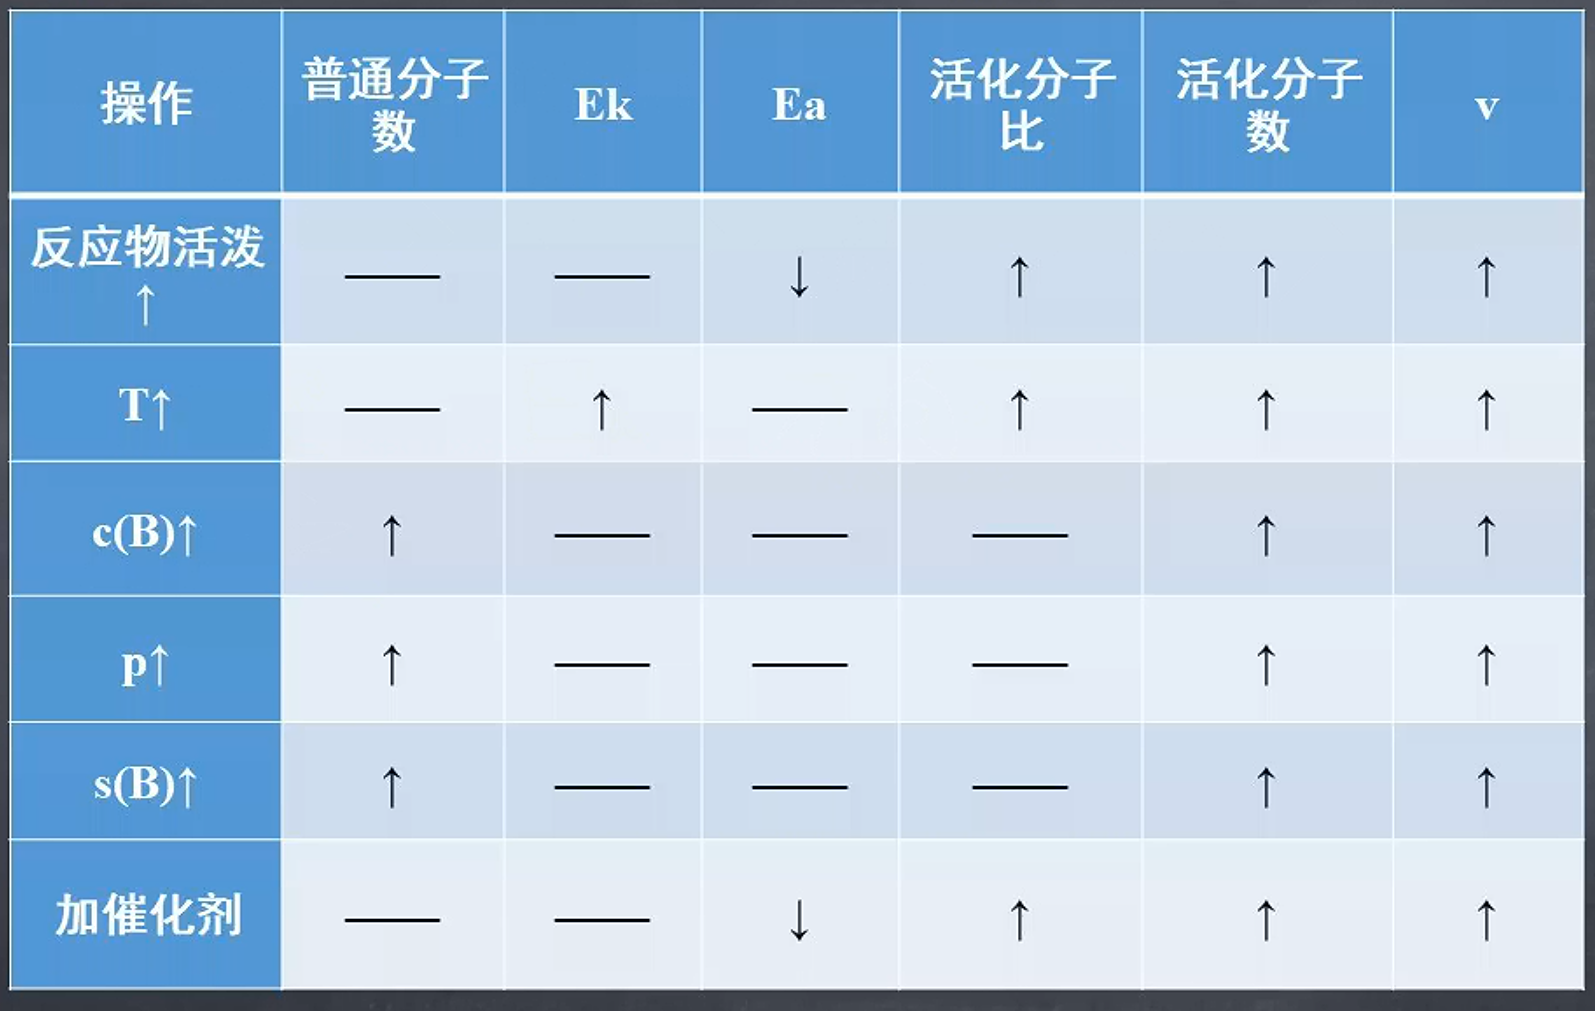 操作 普通分子数 Ek Ea 活化分子比 活化分子数 v
反应物活泼↑ —— —— ↓ ↑ ↑ ↑
T↑ —— ↑ —— ↑ ↑ ↑
c(B)↑ ↑ —— —— —— ↑ ↑
p↑ ↑ —— —— —— ↑ ↑
s(B)↑ ↑ —— —— —— ↑ ↑
加催化剂 —— —— ↓ ↑ ↑ ↑